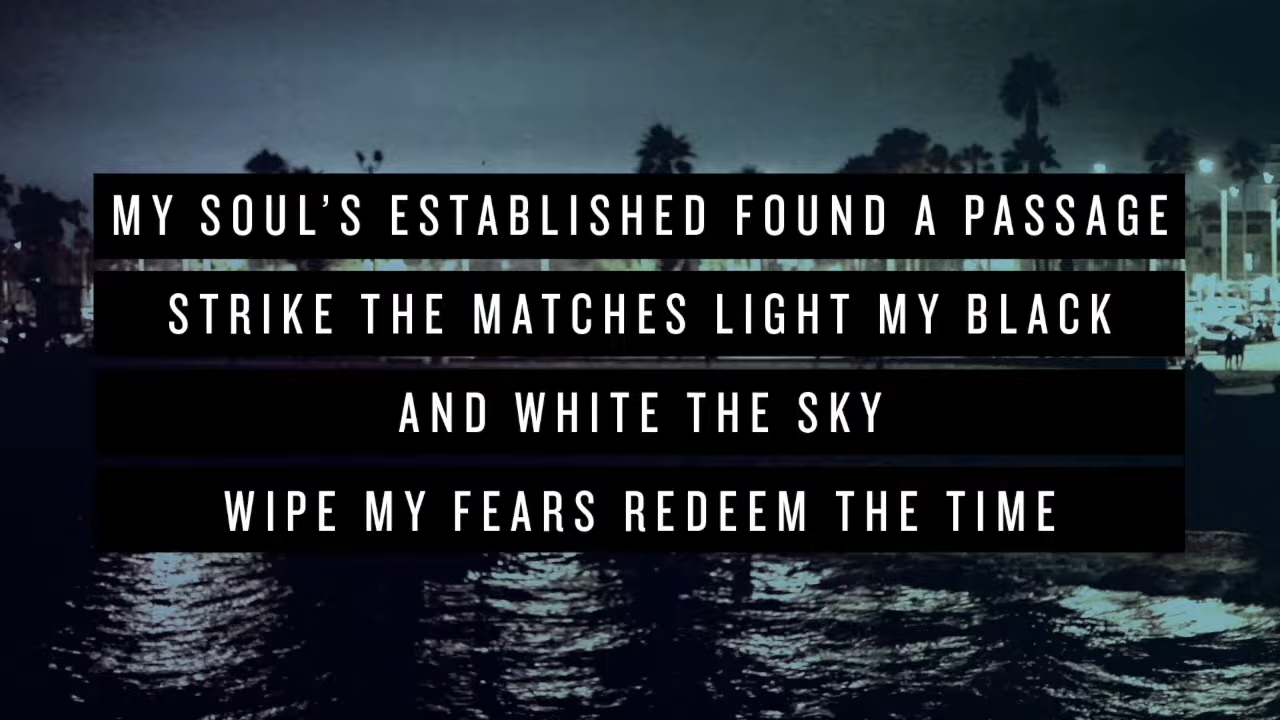 MY SOUL’S ESTABLISHED FOUND A PASSAGE
STRIKE THE MATCHES LIGHT MY BLACK
AND WHITE THE SKY
WIPE MY FEARS REDEEM THE TIME